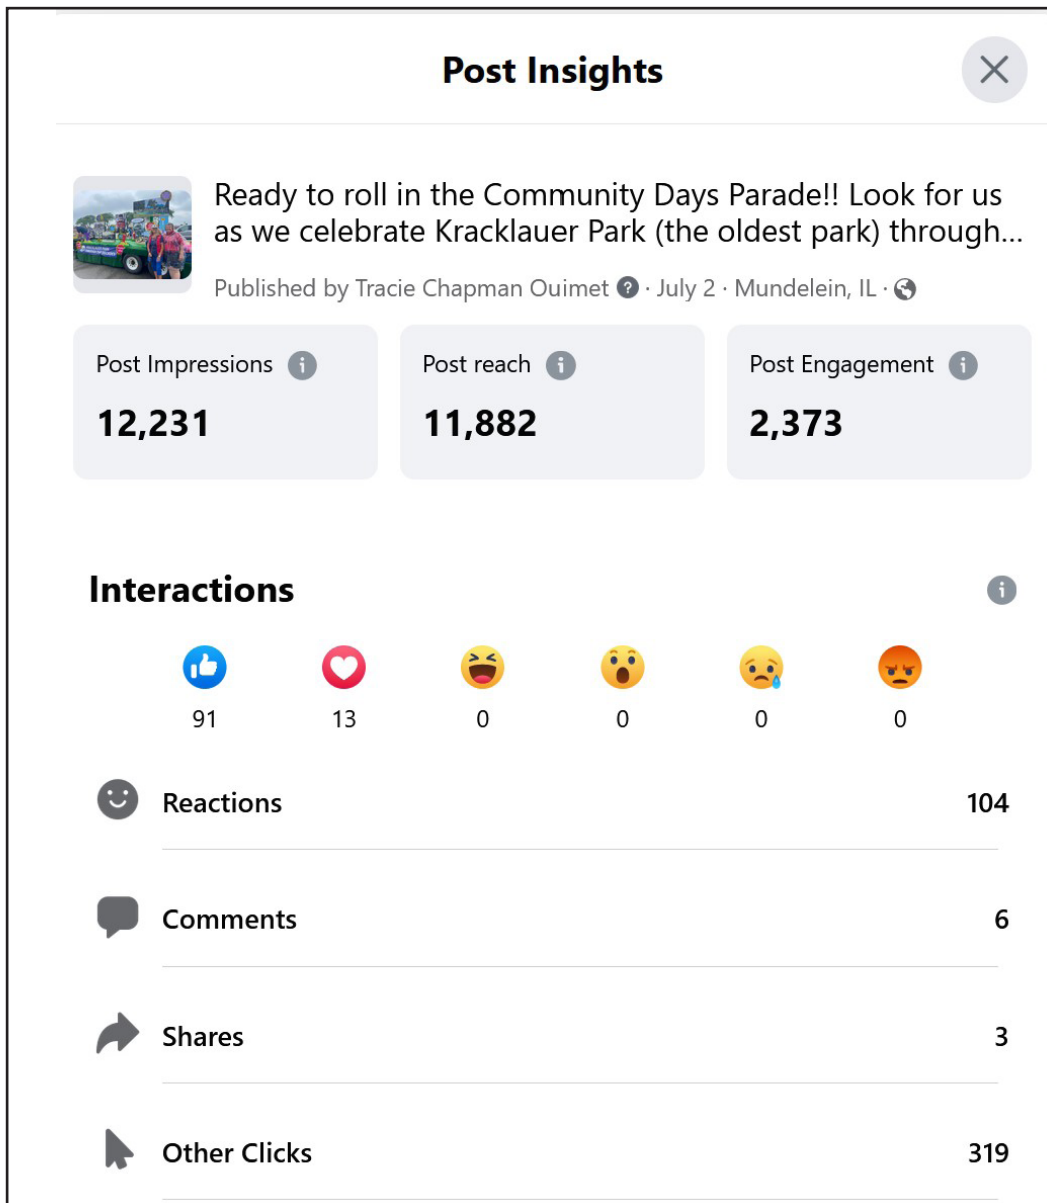 Post Insights
Ready to roll in the Community Days Parade!! Look for us
as we celebrate Kracklauer Park (the oldest park) through...
Published by Tracie Chapman Ouimet · July 2 · Mundelein, IL ·
Post Impressions
Post reach
Post Engagement
12,231
11,882
2,373
Interactions
91
13
0
0
0
0
Reactions
104
Comments
6
Shares
3
Other Clicks
319